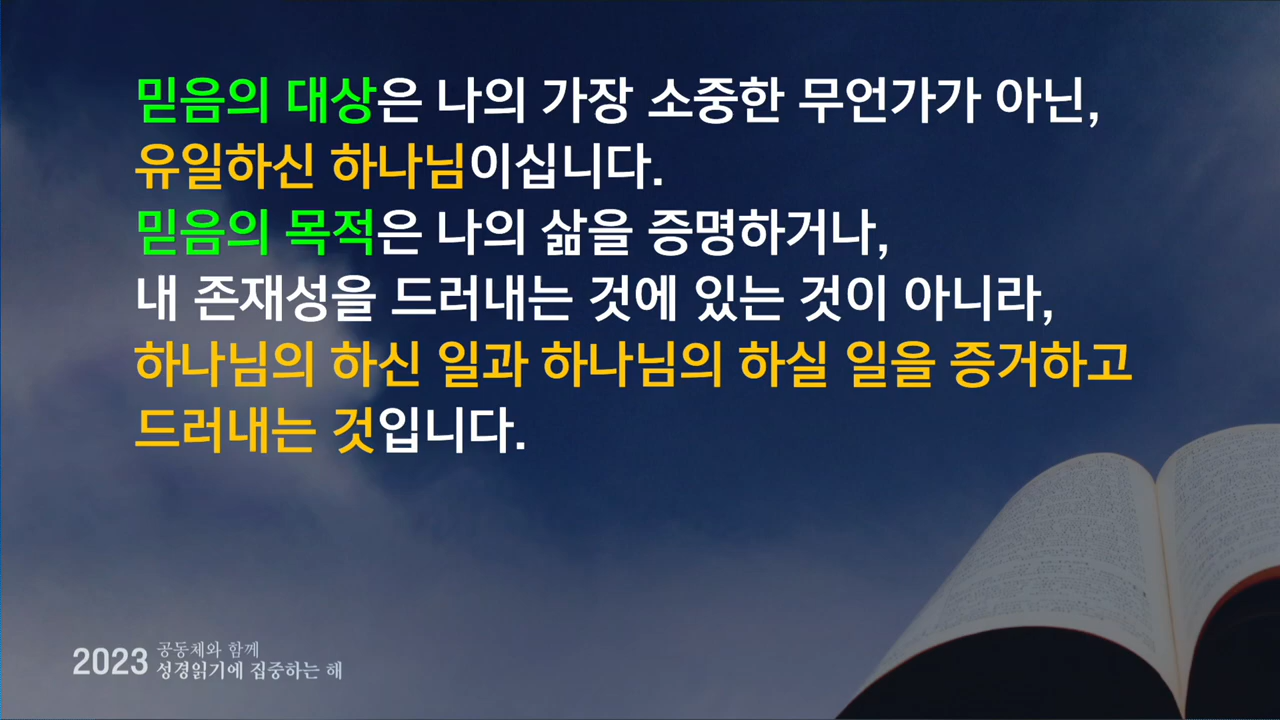 믿음의 대상은 나의 가장 소중한 무언가가 아닌,
유일하신 하나님이십니다.
믿음의 목적은 나의 삶을 증명하거나,
내 존재성을 드러내는 것에 있는 것이 아니라,
하나님의 하신 일과 하나님의 하실 일을 증거하고
드러내는 것입니다.
2023
공동체와 함께
성경읽기에 집중하는 해